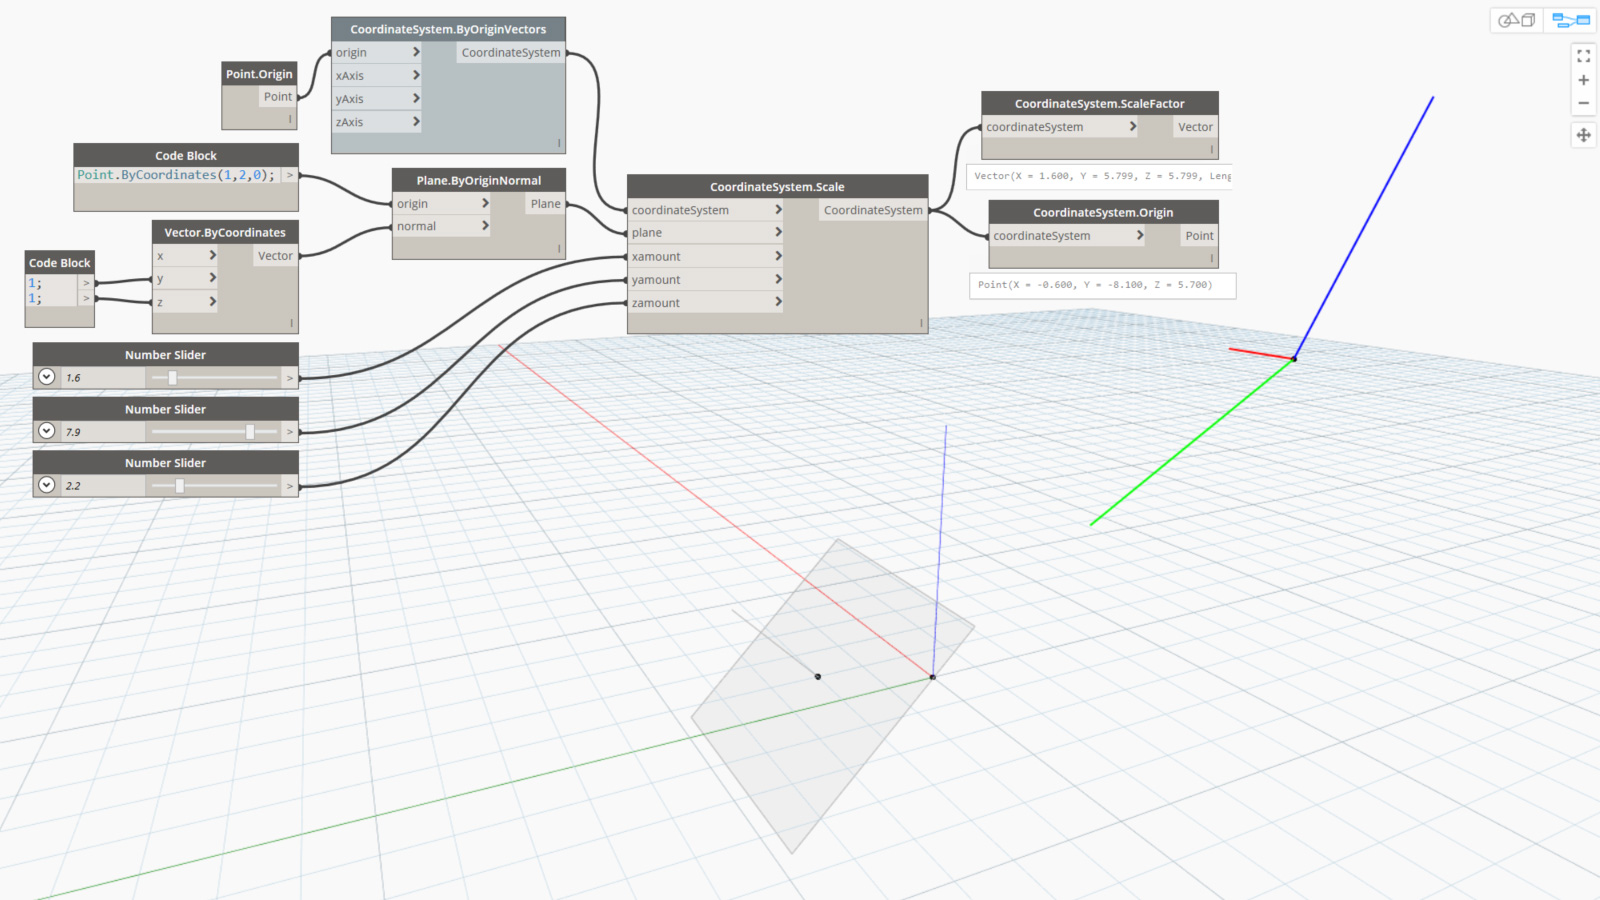 CoordinateSystem.ByOriginVectors
origin > CoordinateSystem
xAxis >
yAxis >
zAxis >
Point.Origin
Point
Code Block
Point.ByCoordinates(1,2,0); >
Plane.ByOriginNormal
origin > Plane
normal >
Vector.ByCoordinates
x > Vector
y >
z >
Code Block
1; >
1; >
Number Slider
1.6 >
Number Slider
7.9 >
Number Slider
2.2 >
CoordinateSystem.Scale
coordinateSystem > CoordinateSystem
plane >
xamount >
yamount >
zamount >
CoordinateSystem.ScaleFactor
coordinateSystem > Vector
Vector(X = 1.600, Y = 5.799, Z = 5.799, Leng
CoordinateSystem.Origin
coordinateSystem > Point
Point(X = -0.600, Y = -8.100, Z = 5.700)